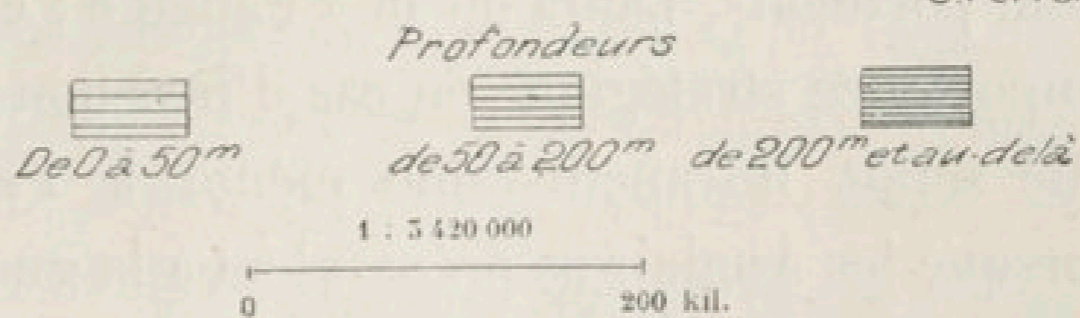 Profondeurs
De 0 à 50m de 50 à 200m de 200m et au-delà
1 : 3 420 000
0 200 kil.